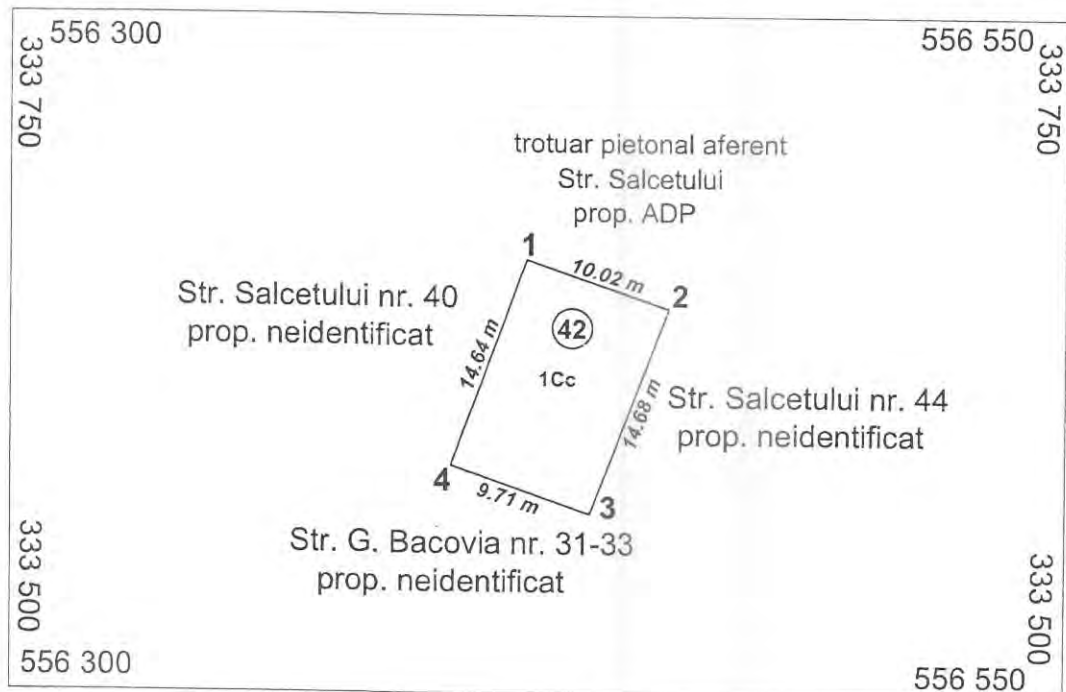 556 300
556 550
333 750
333 750
trotuar pietonal aferent
Str. Salcetului
prop. ADP
1
10.02 m
2
Str. Salcetului nr. 40
prop. neidentificat
14.64 m
42
1Cc
14.68 m
Str. Salcetului nr. 44
prop. neidentificat
4
9.71 m
3
Str. G. Bacovia nr. 31-33
prop. neidentificat
333 500
333 500
556 300
556 550